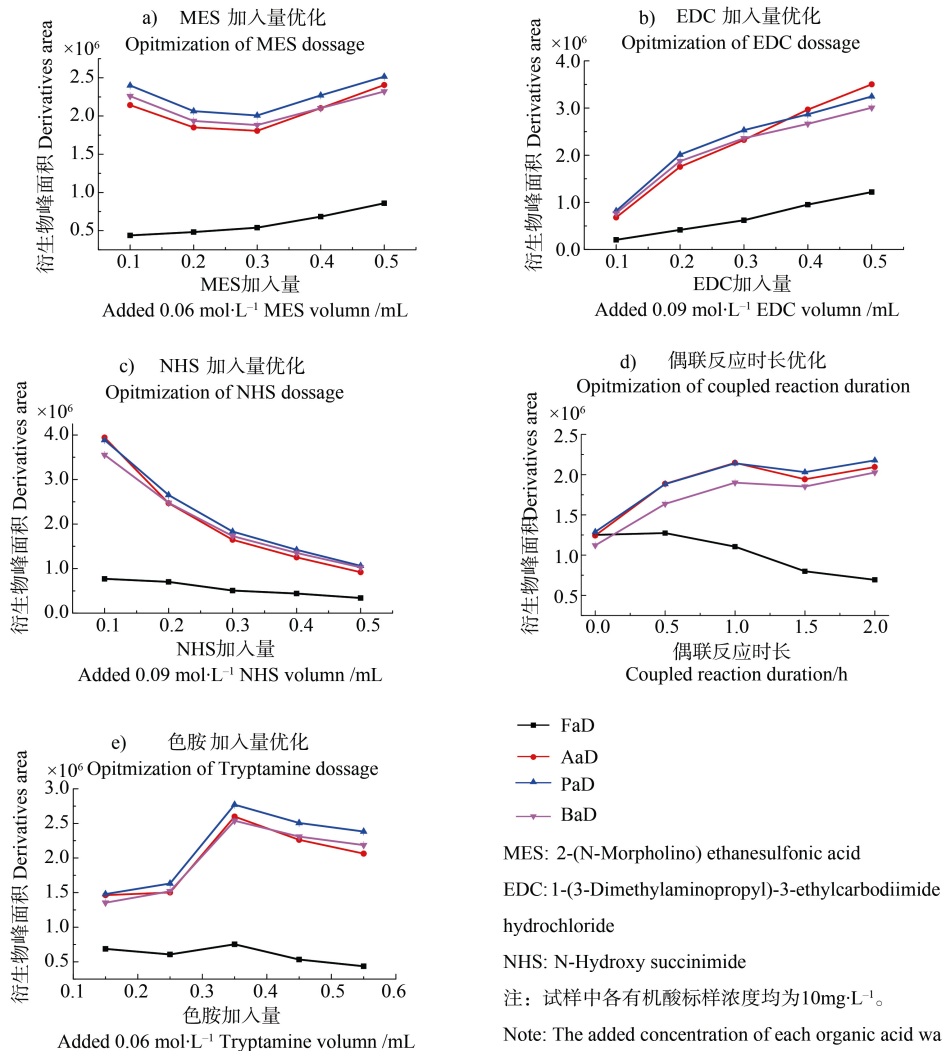 a) MES 加入量优化
Opitmization of MES dossage
×10⁶
衍生物峰面积 Derivatives area
2.5
2.0
1.5
1.0
0.5
0.1 0.2 0.3 0.4 0.5
MES加入量
Added 0.06 mol·L⁻¹ MES volumn /mL
b) EDC 加入量优化
Opitmization of EDC dossage
×10⁶
衍生物峰面积 Derivatives area
4.0
3.0
2.0
1.0
0.0
0.1 0.2 0.3 0.4 0.5
EDC加入量
Added 0.09 mol·L⁻¹ EDC volumn /mL
c) NHS 加入量优化
Opitmization of NHS dossage
×10⁶
衍生物峰面积 Derivatives area
4.0
3.0
2.0
1.0
0.0
0.1 0.2 0.3 0.4 0.5
NHS加入量
Added 0.09 mol·L⁻¹ NHS volumn /mL
d) 偶联反应时长优化
Opitmization of coupled reaction duration
×10⁶
衍生物峰面积Derivatives area
2.5
2.0
1.5
1.0
0.5
0.0 0.5 1.0 1.5 2.0
偶联反应时长
Coupled reaction duration/h
e) 色胺 加入量优化
×10⁶ Opitmization of Tryptamine dossage
衍生物峰面积 Derivatives area
3.0
2.5
2.0
1.5
1.0
0.5
0.1 0.2 0.3 0.4 0.5 0.6
色胺加入量
Added 0.06 mol·L⁻¹ Tryptamine volumn /mL
FaD
AaD
PaD
BaD
MES: 2-(N-Morpholino) ethanesulfonic acid
EDC:1-(3-Dimethylaminopropyl)-3-ethylcarbodiimide
hydrochloride
NHS: N-Hydroxy succinimide
注：试样中各有机酸标样浓度均为10mg·L⁻¹。
Note: The added concentration of each organic acid wa